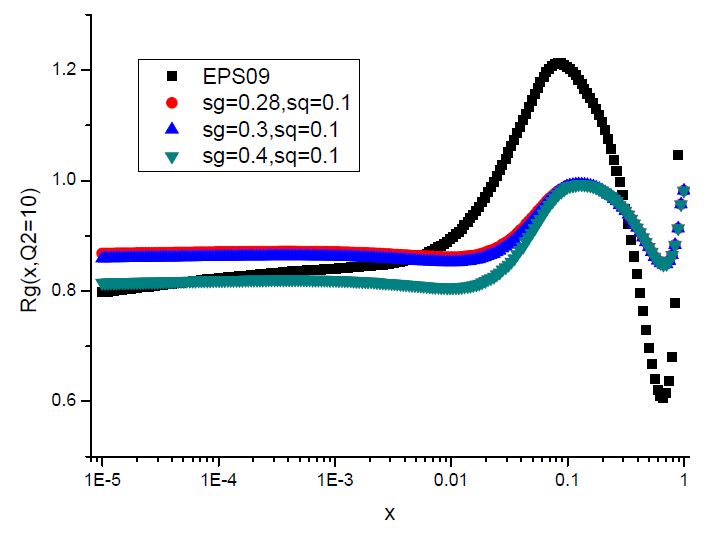 EPS09
sg=0.28,sq=0.1
sg=0.3,sq=0.1
sg=0.4,sq=0.1
Rg(x,Q2=10)
1.2
1.0
0.8
0.6
1E-5 1E-4 1E-3 0.01 0.1 1
x